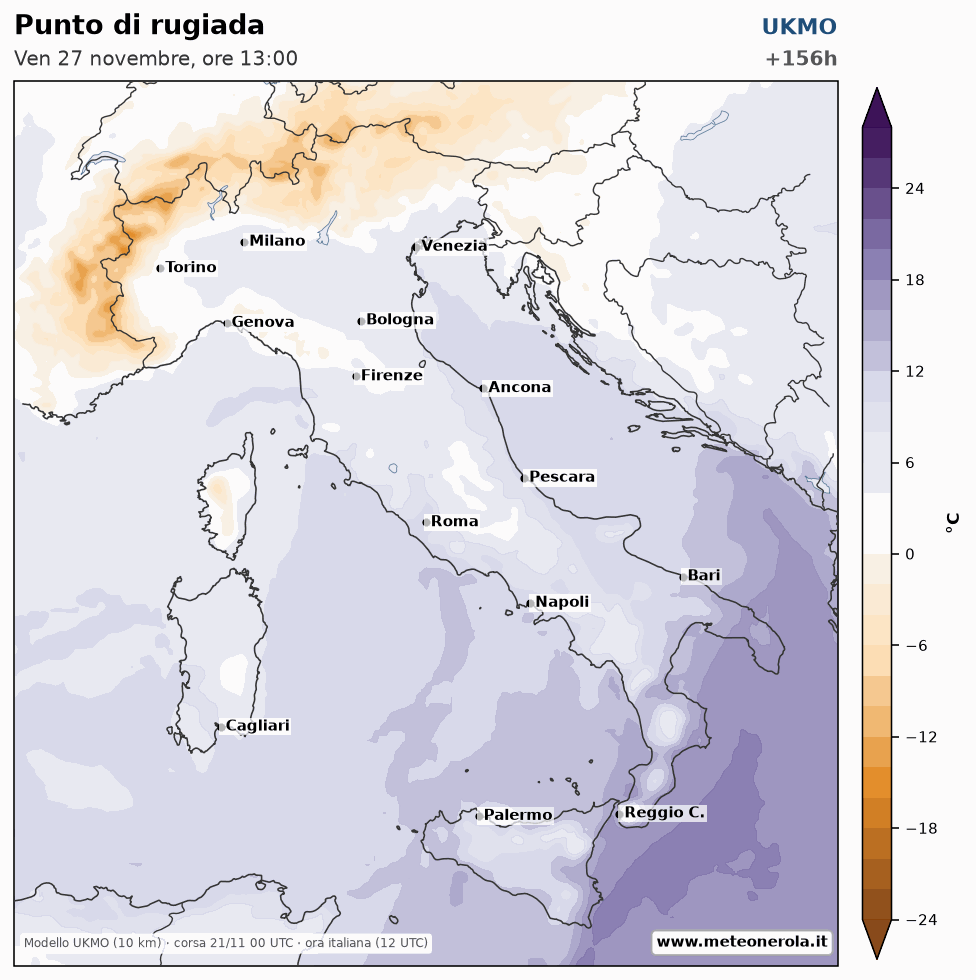 Punto di rugiada
UKMO
Ven 27 novembre, ore 13:00
+156h
Milano
Venezia
Torino
Genova
Bologna
Firenze
Ancona
Pescara
Roma
Bari
Napoli
Cagliari
Palermo
Reggio C.
24
18
12
6
0
−6
−12
−18
−24
°C
Modello UKMO (10 km) · corsa 21/11 00 UTC · ora italiana (12 UTC)
www.meteonerola.it